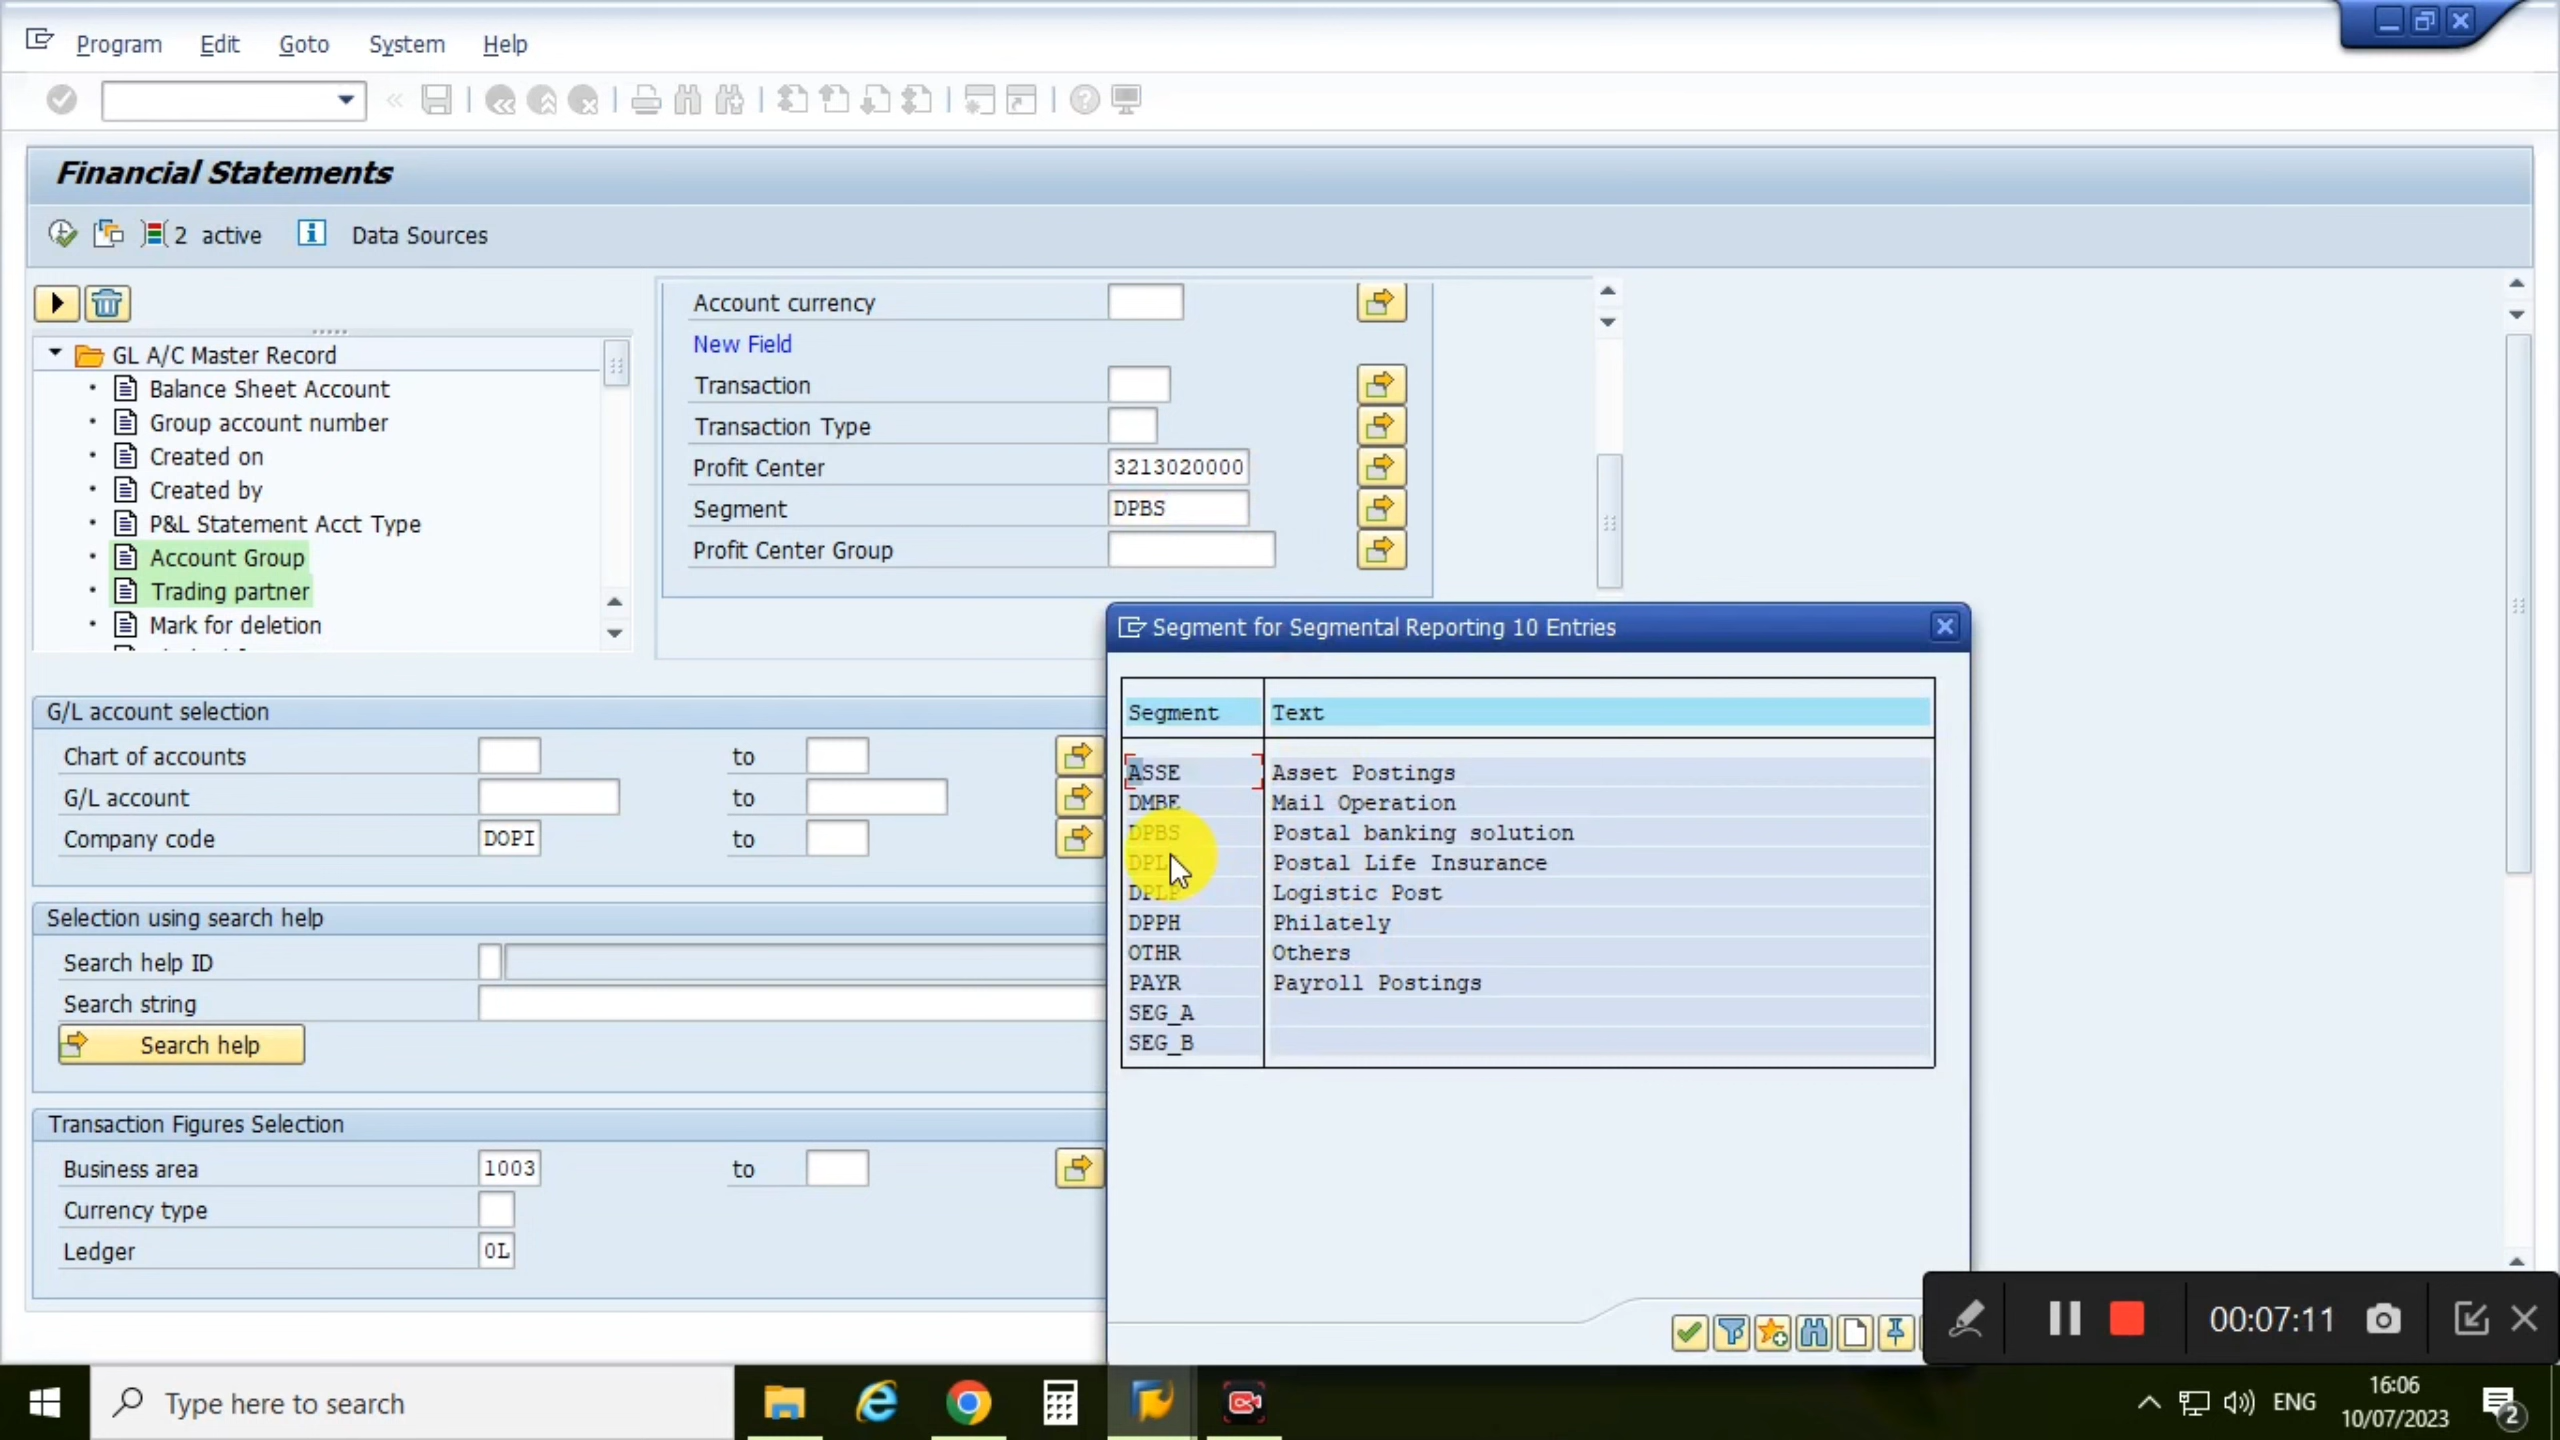 Program Edit Goto System Help
Financial Statements
2 active Data Sources
GL A/C Master Record
Balance Sheet Account
Group account number
Created on
Created by
P&L Statement Acct Type
Account Group
Trading partner
Mark for deletion
Account currency
New Field
Transaction
Transaction Type
Profit Center 3213020000
Segment DPBS
Profit Center Group
G/L account selection
Chart of accounts to
G/L account to
Company code DOPI to
Selection using search help
Search help ID
Search string
Search help
Transaction Figures Selection
Business area 1003 to
Currency type
Ledger 0L
Segment for Segmental Reporting 10 Entries
Segment Text
ASSE Asset Postings
DMBE Mail Operation
DPBS Postal banking solution
Postal Life Insurance
DPLP Logistic Post
DPPH Philately
OTHR Others
PAYR Payroll Postings
SEG_A
SEG_B
00:07:11
Type here to search
ENG
16:06
10/07/2023
2